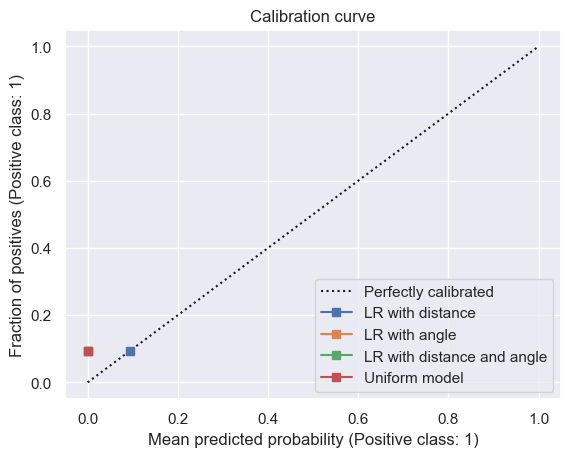 Calibration curve
Fraction of positives (Positive class: 1)
1.0
0.8
0.6
0.4
0.2
0.0
Perfectly calibrated
LR with distance
LR with angle
LR with distance and angle
Uniform model
0.0 0.2 0.4 0.6 0.8 1.0
Mean predicted probability (Positive class: 1)